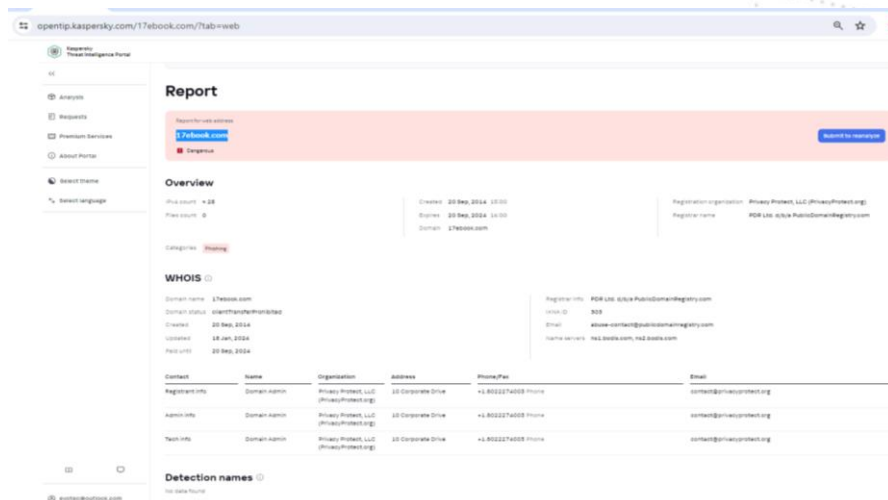 opentip.kaspersky.com/17ebook.com/?tab=web
Kaspersky
Threat Intelligence Portal
Analysis
Requests
Premium Services
About Portal
Select theme
Select language
Report
Report for web address
17ebook.com
Dangerous
Submit to reanalyze
Overview
IPv4 count
Files count 0
Created 20 Sep, 2014
Expires 20 Sep, 2024
Domain 17ebook.com
Registration organization Privacy Protect, LLC (PrivacyProtect.org)
Registrar name PDR Ltd. d/b/a PublicDomainRegistry.com
Categories Phishing
WHOIS
Domain name 17ebook.com
Domain status clientTransferProhibited
Created 20 Sep, 2014
Updated 18 Jan, 2024
Paid until 20 Sep, 2024
Registrar info PDR Ltd. d/b/a PublicDomainRegistry.com
IANA ID 303
Email abuse-contact@publicdomainregistry.com
Name servers
Contact Name Organization Address Phone/Fax Email
Registrant info Domain Admin Privacy Protect, LLC 10 Corporate Drive +1.8022274003 Phone contact@privacyprotect.org
(PrivacyProtect.org)
Admin info Domain Admin Privacy Protect, LLC 10 Corporate Drive +1.8022274003 Phone contact@privacyprotect.org
(PrivacyProtect.org)
Tech info Domain Admin Privacy Protect, LLC 10 Corporate Drive +1.8022274003 Phone contact@privacyprotect.org
(PrivacyProtect.org)
Detection names
No data found